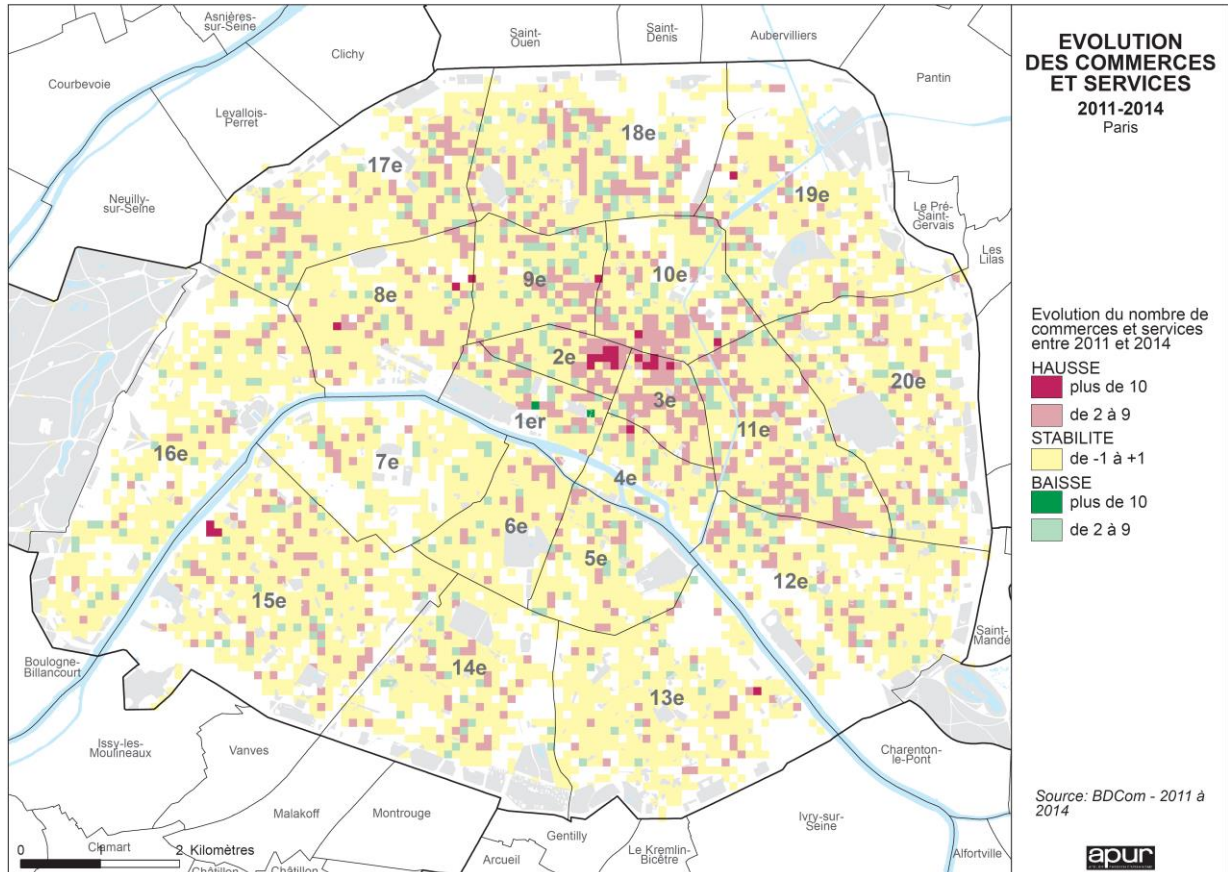 EVOLUTION
DES COMMERCES
ET SERVICES
2011-2014
Paris
Evolution du nombre de
commerces et services
entre 2011 et 2014
HAUSSE
plus de 10
de 2 à 9
STABILITE
de -1 à +1
BAISSE
plus de 10
de 2 à 9
Source: BDCom - 2011 à
2014
apur
Asnières-
sur-Seine
Courbevoie
Clichy
Levallois-
Perret
Neuilly-
sur-Seine
Saint-
Ouen
Saint-
Denis
Aubervilliers
Pantin
Le Pré-
Saint-
Gervais
Les
Lilas
17e
18e
19e
8e
9e
10e
2e
3e
1er
11e
20e
16e
7e
4e
6e
5e
12e
15e
14e
13e
Saint-
Mandé
Boulogne-
Billancourt
Issy-les-
Moulineaux
Vanves
Malakoff
Montrouge
Clamart
Châtillon
Châtillon
Arcueil
Gentilly
Le Kremlin-
Bicêtre
Ivry-sur-
Seine
Charenton-
le-Pont
Alfortville
0 1 2 Kilomètres